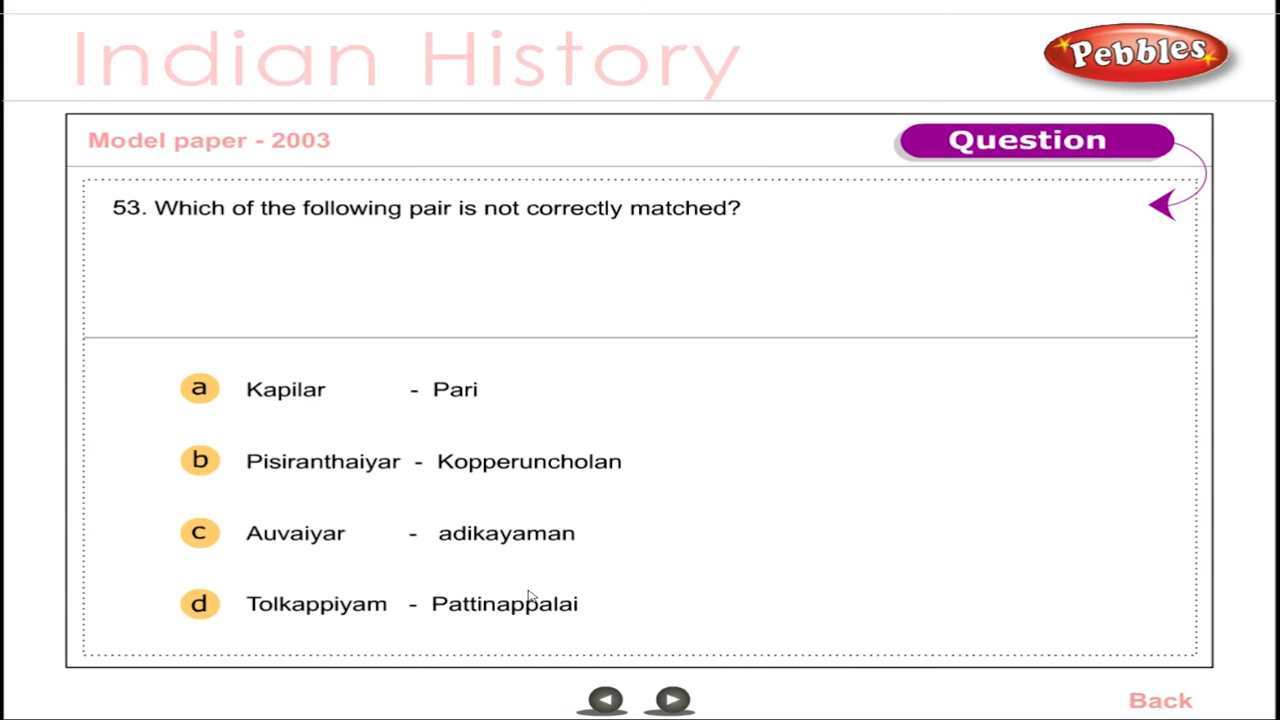 Indian History
Pebbles
Model paper - 2003
Question
53. Which of the following pair is not correctly matched?
a Kapilar - Pari
b Pisiranthaiyar - Kopperuncholan
c Auvaiyar - adikayaman
d Tolkappiyam - Pattinappalai
Back